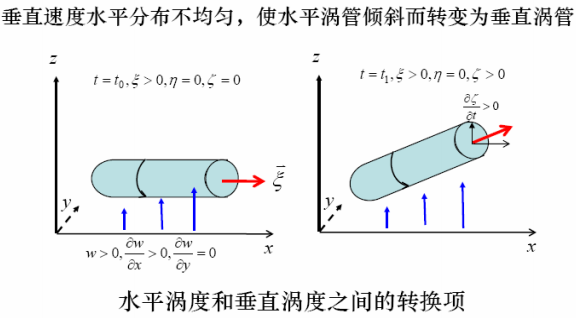 垂直速度水平分布不均匀，使水平涡管倾斜而转变为垂直涡管
z
t = t₀, ξ > 0, η = 0, ζ = 0
ξ̄
y
x
w > 0, ∂w/∂x > 0, ∂w/∂y = 0
z
t = t₁, ξ > 0, η = 0, ζ > 0
∂ζ/∂t > 0
y
x
水平涡度和垂直涡度之间的转换项